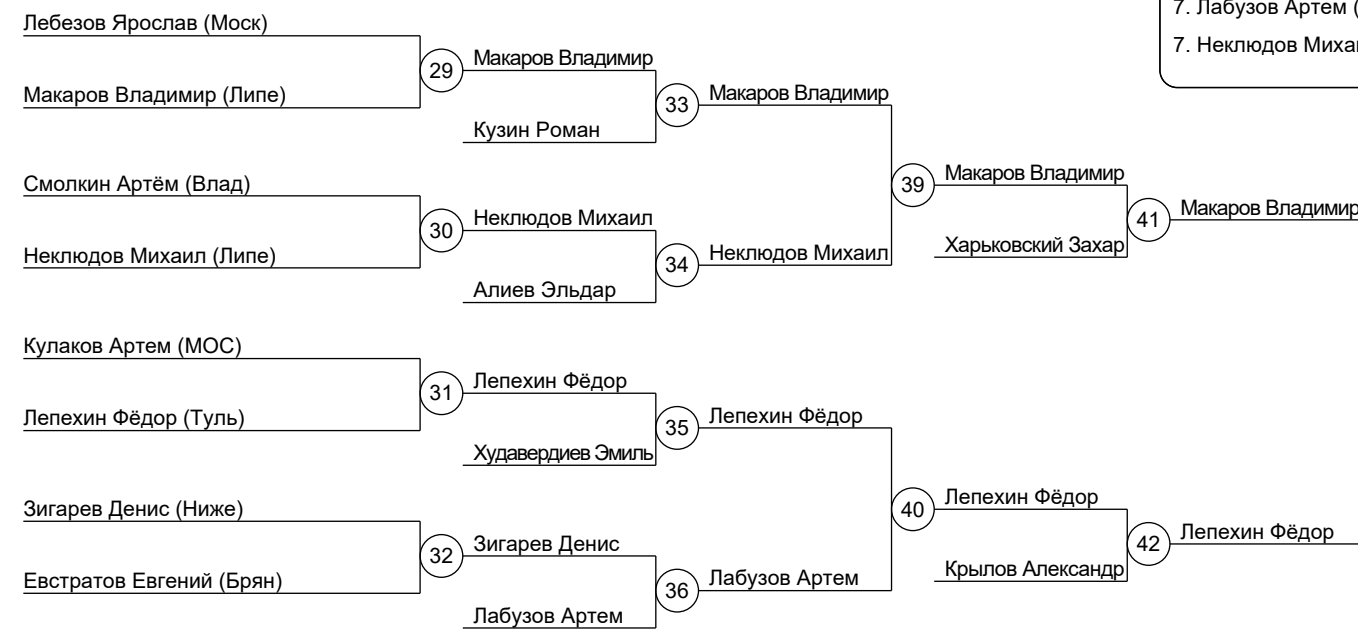 7. Лабузов Артем (
7. Неклюдов
Лебезов Ярослав (Моск)
Макаров Владимир (Липе)
29
Макаров Владимир
Кузин Роман
33
Макаров Владимир
Смолкин Артём (Влад)
Неклюдов Михаил (Липе)
30
Неклюдов Михаил
Алиев Эльдар
34
Неклюдов Михаил
39
Макаров Владимир
Харьковский Захар
41
Макаров Владимир
Кулаков Артем (МОС)
Лепехин Фёдор (Туль)
31
Лепехин Фёдор
Худавердиев Эмиль
35
Лепехин Фёдор
Зигарев Денис (Ниже)
Евстратов Евгений (Брян)
32
Зигарев Денис
Лабузов Артем
36
Лабузов Артем
40
Лепехин Фёдор
Крылов Александр
42
Лепехин Фёдор